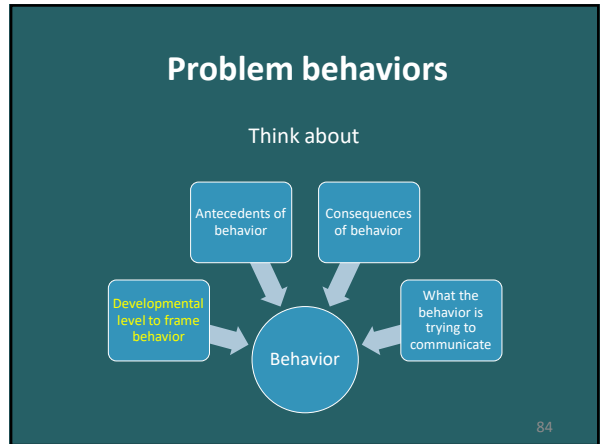 Problem behaviors
Think about
Antecedents of
behavior
Consequences
of behavior
Developmental
level to frame
behavior
What the
behavior is
trying to
communicate
Behavior
84